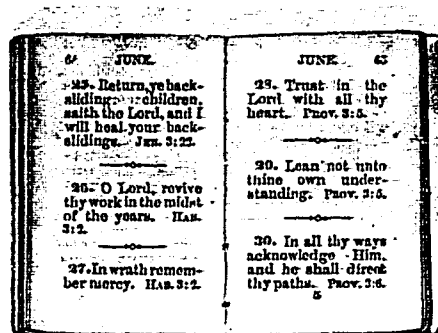 64 JUNE.
25. Return, ye back-
sliding children,
saith the Lord, and I
will heal your back-
slidings. JER. 3:22.
26. O Lord, revive
thy work in the midst
of the years. HAB.
3:2.
27. In wrath remem-
ber mercy. HAB. 3:2.
JUNE. 65
28. Trust in the
Lord with all thy
heart. PROV. 3:5.
29. Lean not unto
thine own under-
standing. PROV. 3:5.
30. In all thy ways
acknowledge Him,
and he shall direct
thy paths. PROV. 3:6.
5